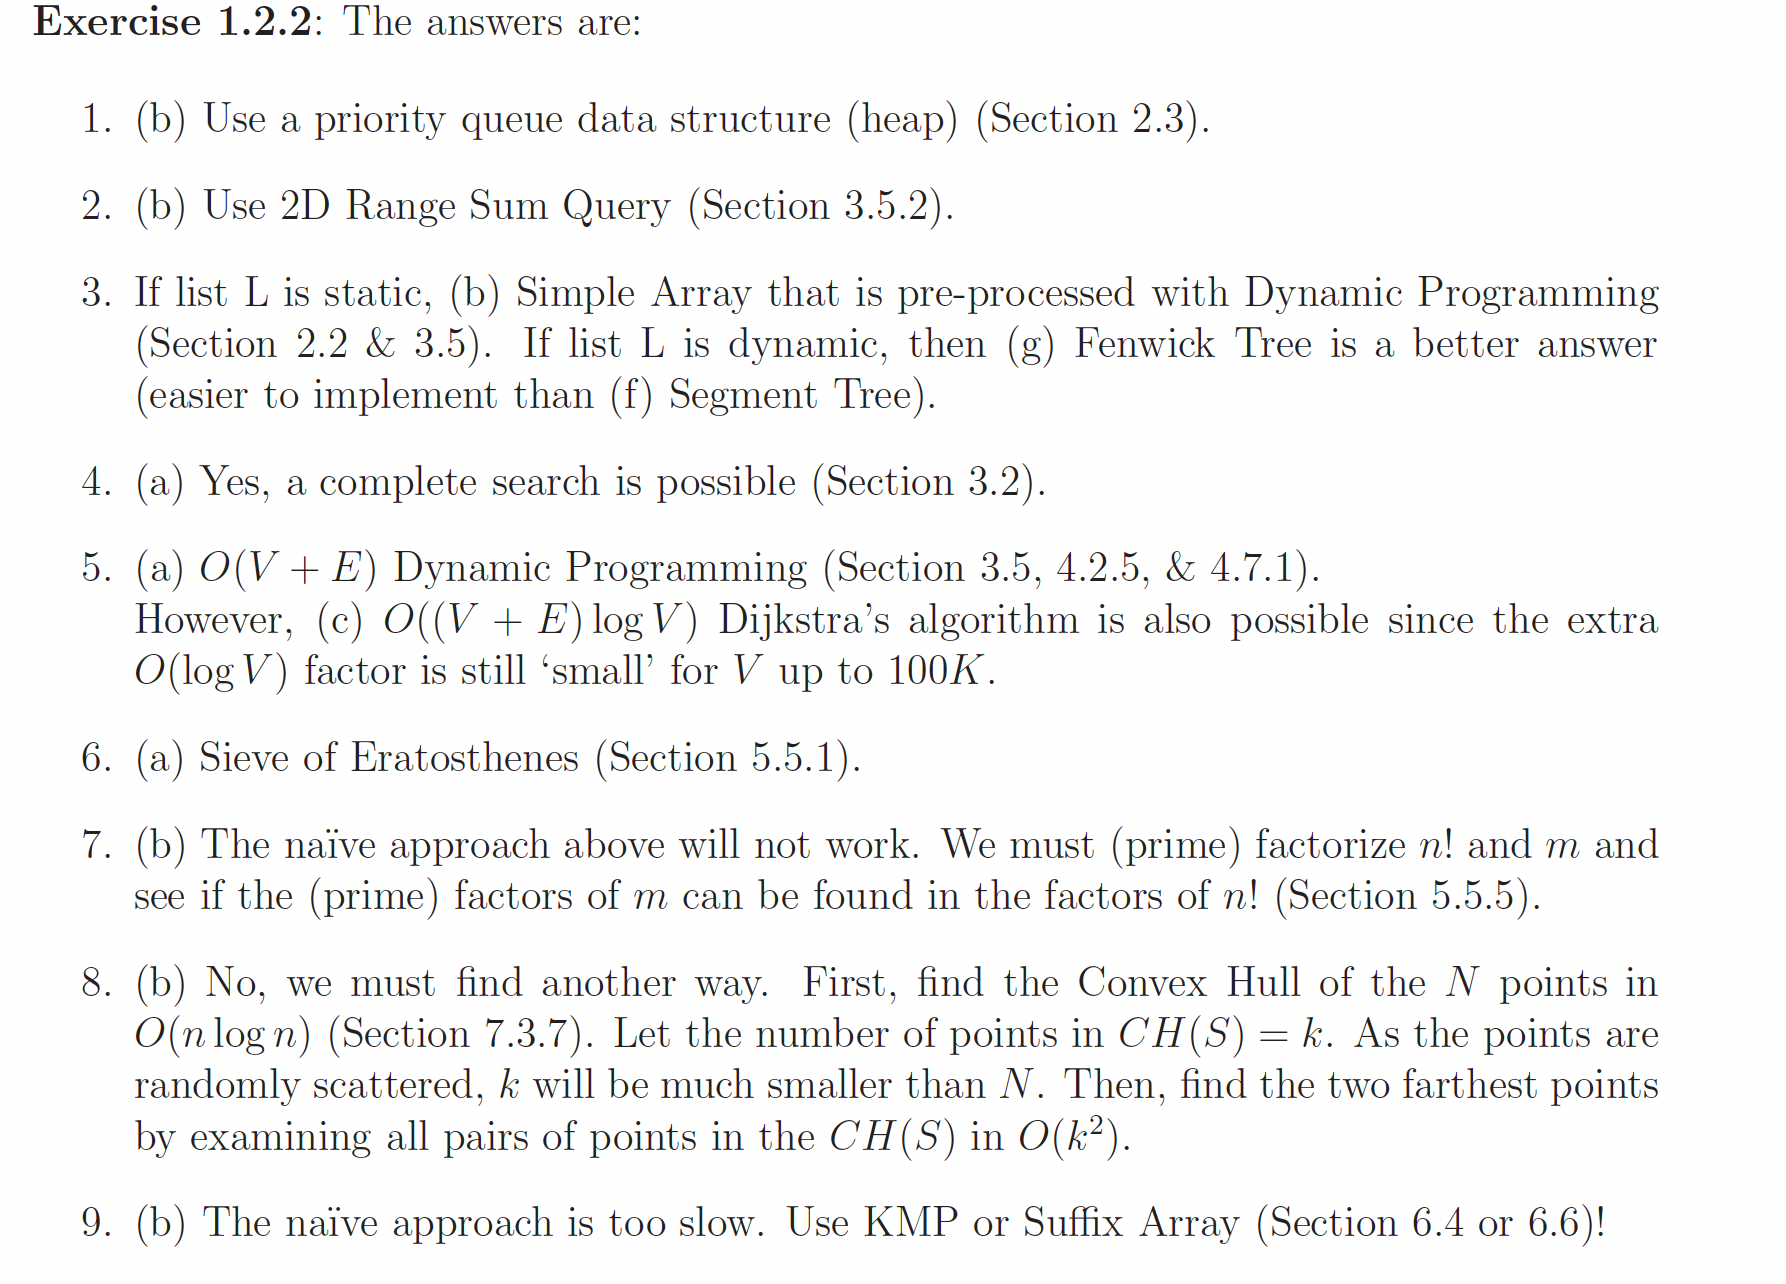 Exercise 1.2.2: The answers are:
1. (b) Use a priority queue data structure (heap) (Section 2.3).
2. (b) Use 2D Range Sum Query (Section 3.5.2).
3. If list L is static, (b) Simple Array that is pre-processed with Dynamic Programming
(Section 2.2 & 3.5). If list L is dynamic, then (g) Fenwick Tree is a better answer
(easier to implement than (f) Segment Tree).
4. (a) Yes, a complete search is possible (Section 3.2).
5. (a) O(V + E) Dynamic Programming (Section 3.5, 4.2.5, & 4.7.1).
However, (c) O((V + E) log V) Dijkstra's algorithm is also possible since the extra
O(log V) factor is still ‘small’ for V up to 100K.
6. (a) Sieve of Eratosthenes (Section 5.5.1).
7. (b) The naïve approach above will not work. We must (prime) factorize n! and m and
see if the (prime) factors of m can be found in the factors of n! (Section 5.5.5).
8. (b) No, we must find another way. First, find the Convex Hull of the N points in
O(n log n) (Section 7.3.7). Let the number of points in CH(S) = k. As the points are
randomly scattered, k will be much smaller than N. Then, find the two farthest points
by examining all pairs of points in the CH(S) in O(k²).
9. (b) The naïve approach is too slow. Use KMP or Suffix Array (Section 6.4 or 6.6)!